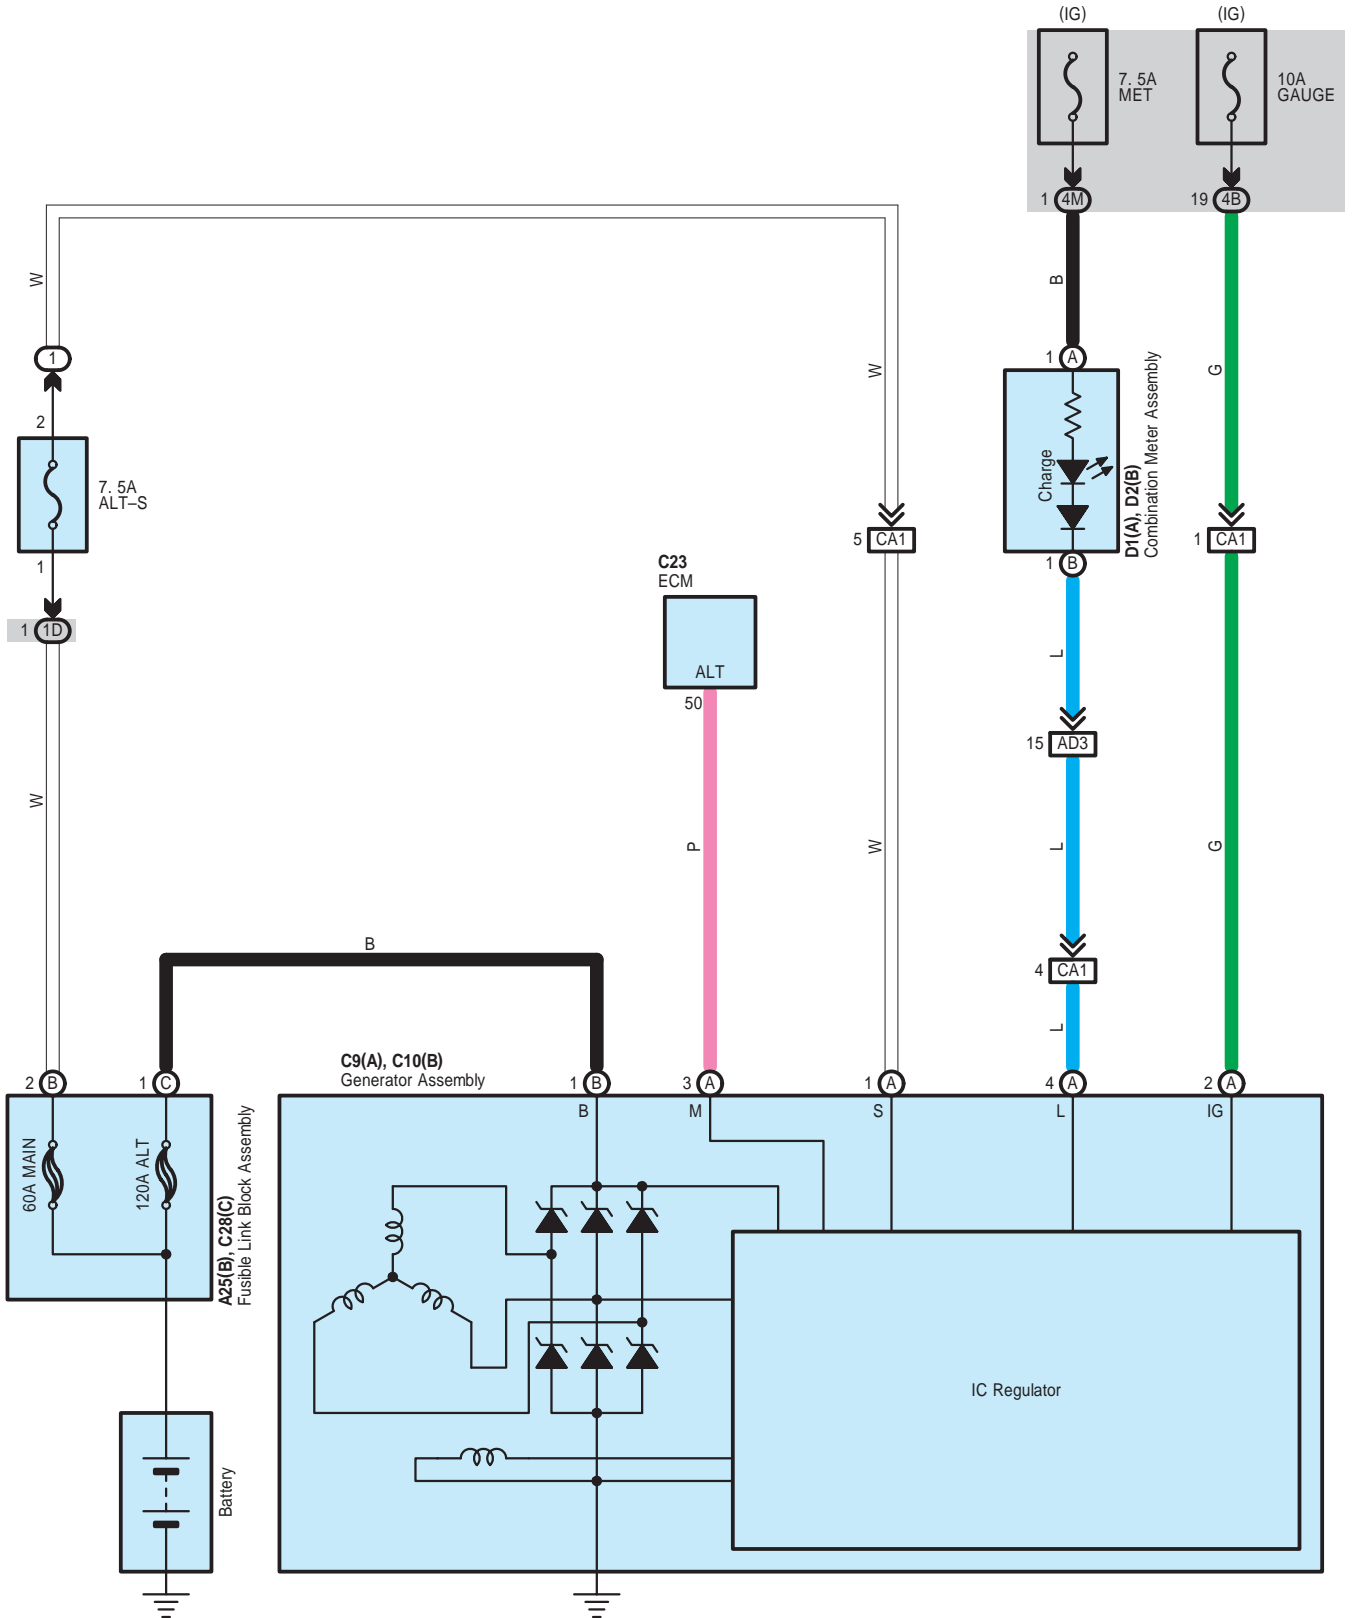 (IG)
(IG)
7. 5A
MET
10A
GAUGE
1 4M
19 4B
W
B
1
1 A
W
G
2
7. 5A
ALT–S
Charge
D1(A), D2(B)
Combination Meter Assembly
5 CA1
1 CA1
1
1 B
C23
ECM
1 1D
ALT
L
50
15 AD3
W
P
W
L
G
B
4 CA1
L
C9(A), C10(B)
Generator Assembly
2 B
1 C
1 B
3 A
1 A
4 A
2 A
B
M
S
L
IG
60A MAIN
120A ALT
A25(B), C28(C)
Fusible Link Block Assembly
IC Regulator
Battery